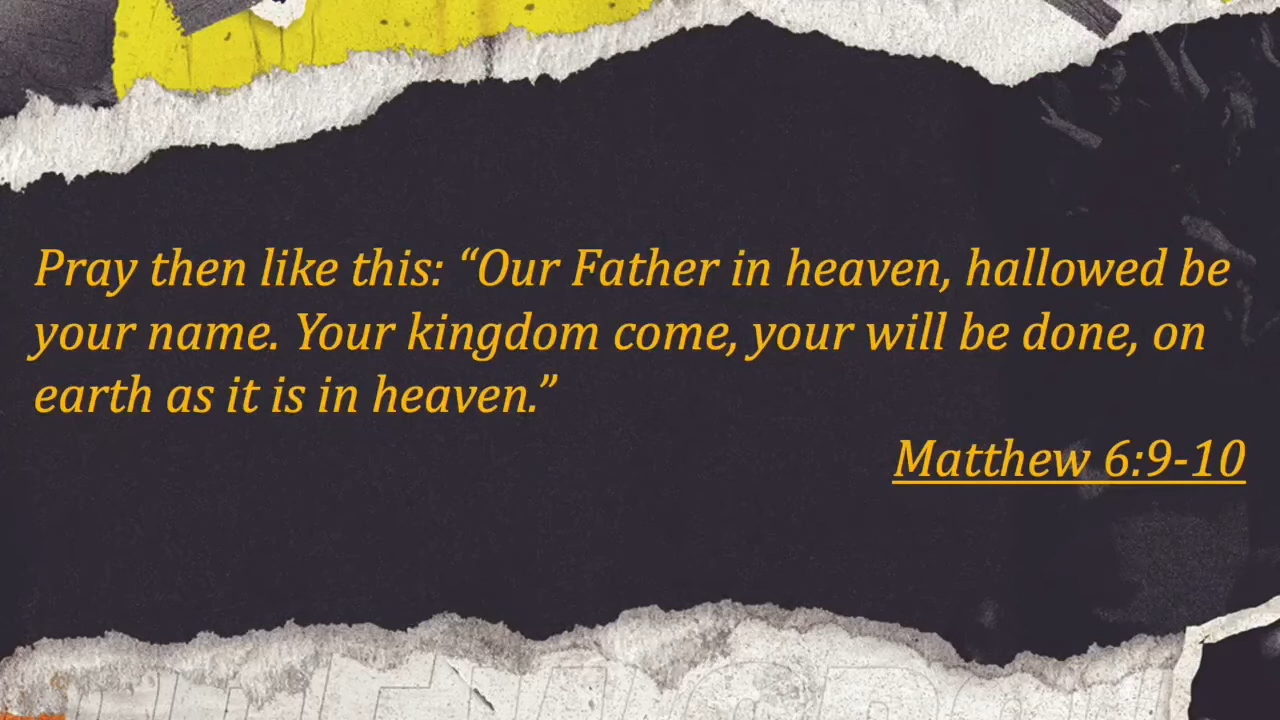 Pray then like this: “Our Father in heaven, hallowed be
your name. Your kingdom come, your will be done, on
earth as it is in heaven.”
Matthew 6:9-10